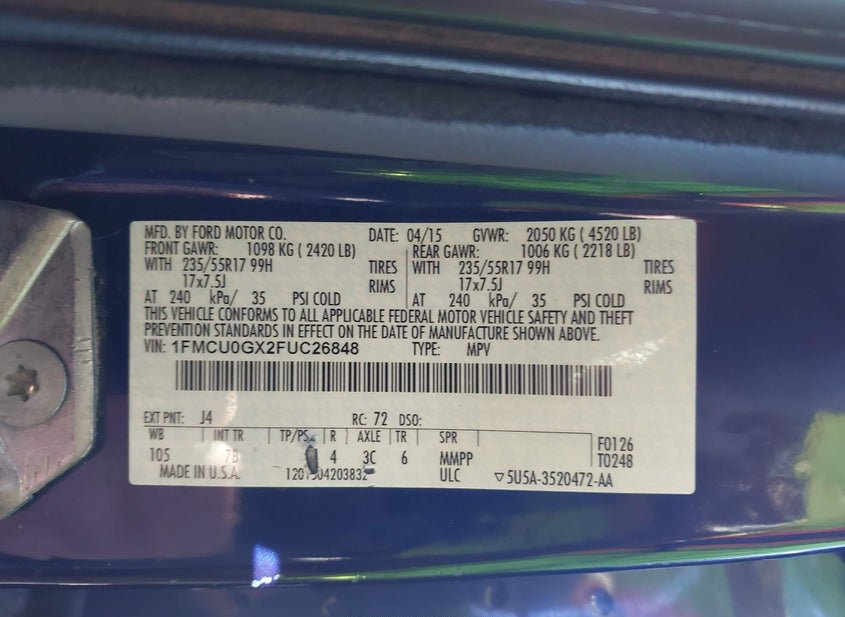 MFD. BY FORD MOTOR CO. DATE: 04/15 GVWR: 2050 KG ( 4520 LB)
FRONT GAWR: 1098 KG ( 2420 LB) REAR GAWR: 1006 KG ( 2218 LB)
WITH 235/55R17 99H TIRES WITH 235/55R17 99H TIRES
17x7.5J RIMS 17x7.5J RIMS
AT 240 kPa/ 35 PSI COLD AT 240 kPa/ 35 PSI COLD
THIS VEHICLE CONFORMS TO ALL APPLICABLE FEDERAL MOTOR VEHICLE SAFETY AND THEFT
PREVENTION STANDARDS IN EFFECT ON THE DATE OF MANUFACTURE SHOWN ABOVE.
VIN: 1FMCU0GX2FUC26848 TYPE: MPV
EXT PNT: J4 RC: 72 DSO:
WB INT TR TP/PS R AXLE TR SPR F0126
105 7B 4 3C 6 MMPP T0248
MADE IN U.S.A. ULC ▽5U5A-3520472-AA